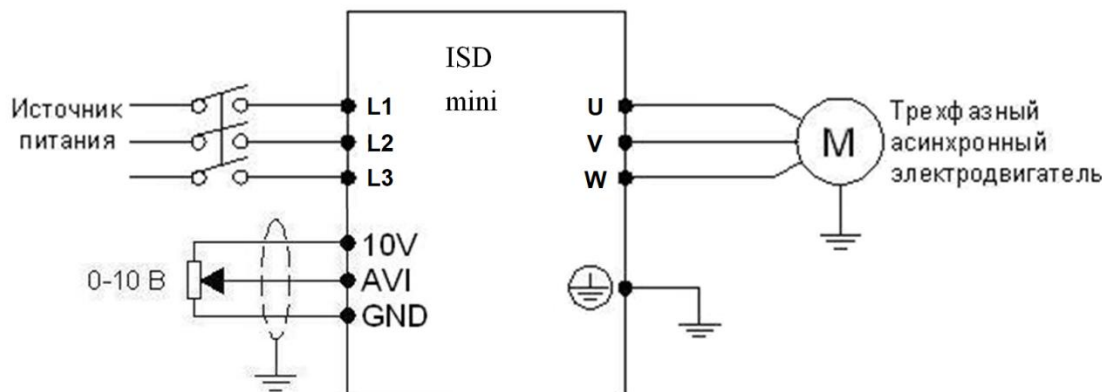 ISD
mini
Источник
питания
L1
L2
L3
U
V
W
M
Трехфазный
асинхронный
электродвигатель
0-10 В
10V
AVI
GND